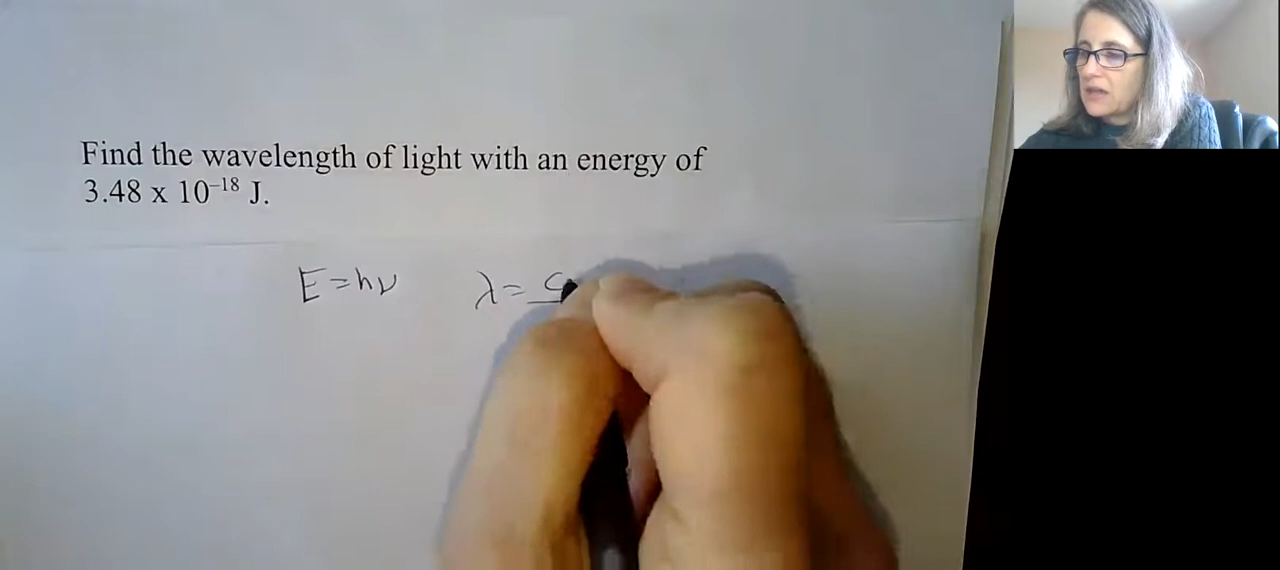 Find the wavelength of light with an energy of
3.48 x 10⁻¹⁸ J.
E=hν λ= c